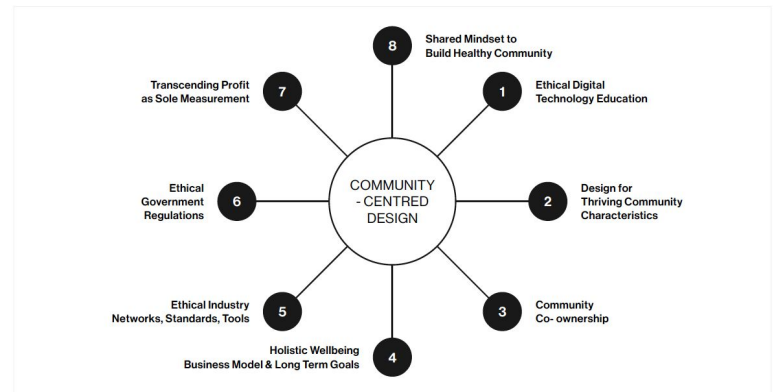 8
Shared Mindset to
Build Healthy Community
1
Ethical Digital
Technology Education
2
Design for
Thriving Community
Characteristics
3
Community
Co- ownership
4
Holistic Wellbeing
Business Model & Long Term Goals
5
Ethical Industry
Networks, Standards, Tools
6
Ethical
Government
Regulations
7
Transcending Profit
as Sole Measurement
COMMUNITY
- CENTRED
DESIGN